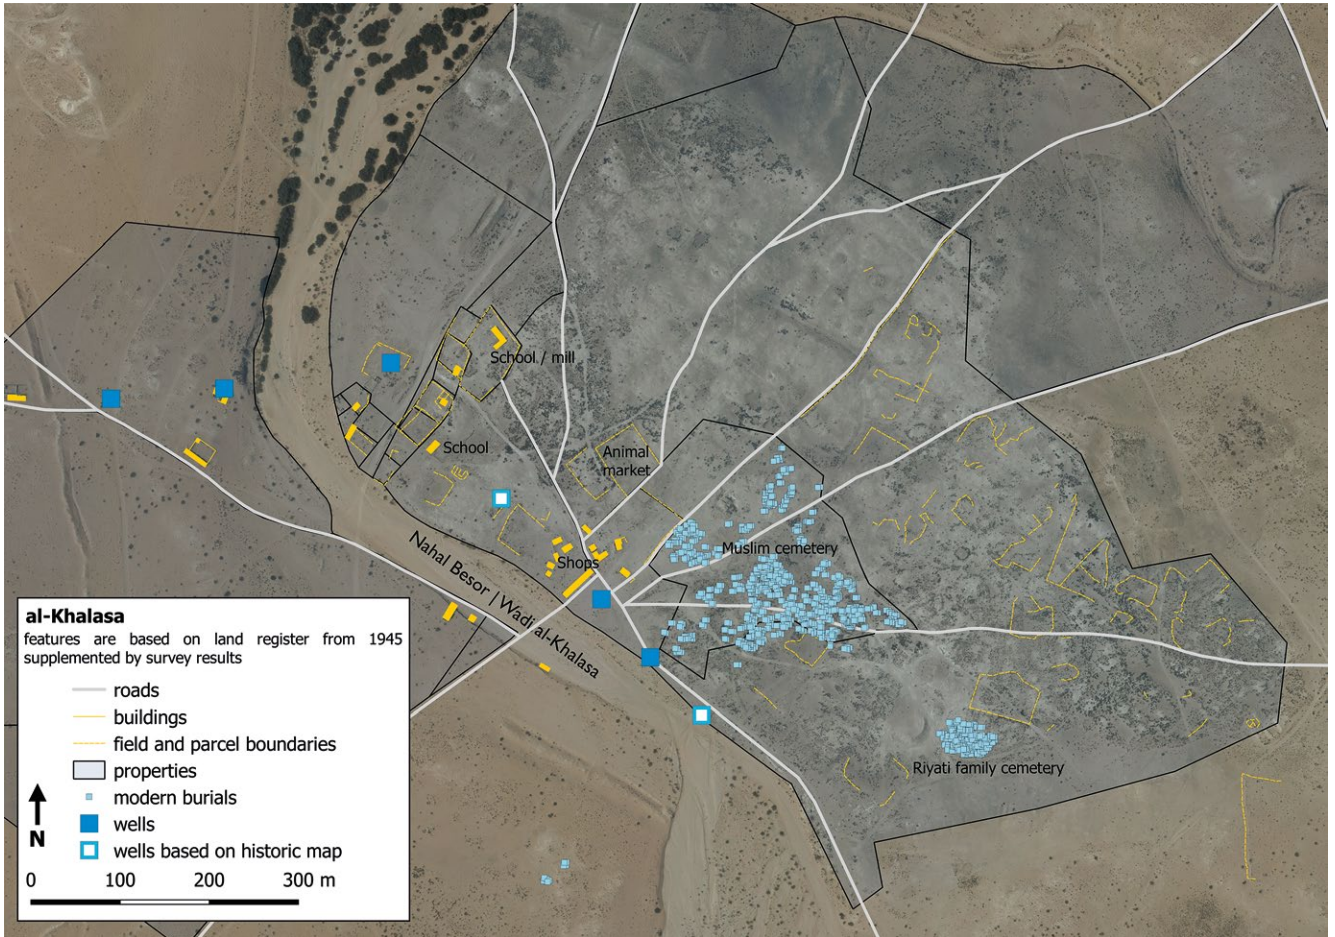 School / mill
School
Animal
market
Muslim cemetery
Shops
Nahal Besor | Wadi al-Khalasa
Riyati family cemetery
al-Khalasa
features are based on land register from 1945
supplemented by survey results
roads
buildings
field and parcel boundaries
properties
modern burials
wells
wells based on historic map
N
0 100 200 300 m